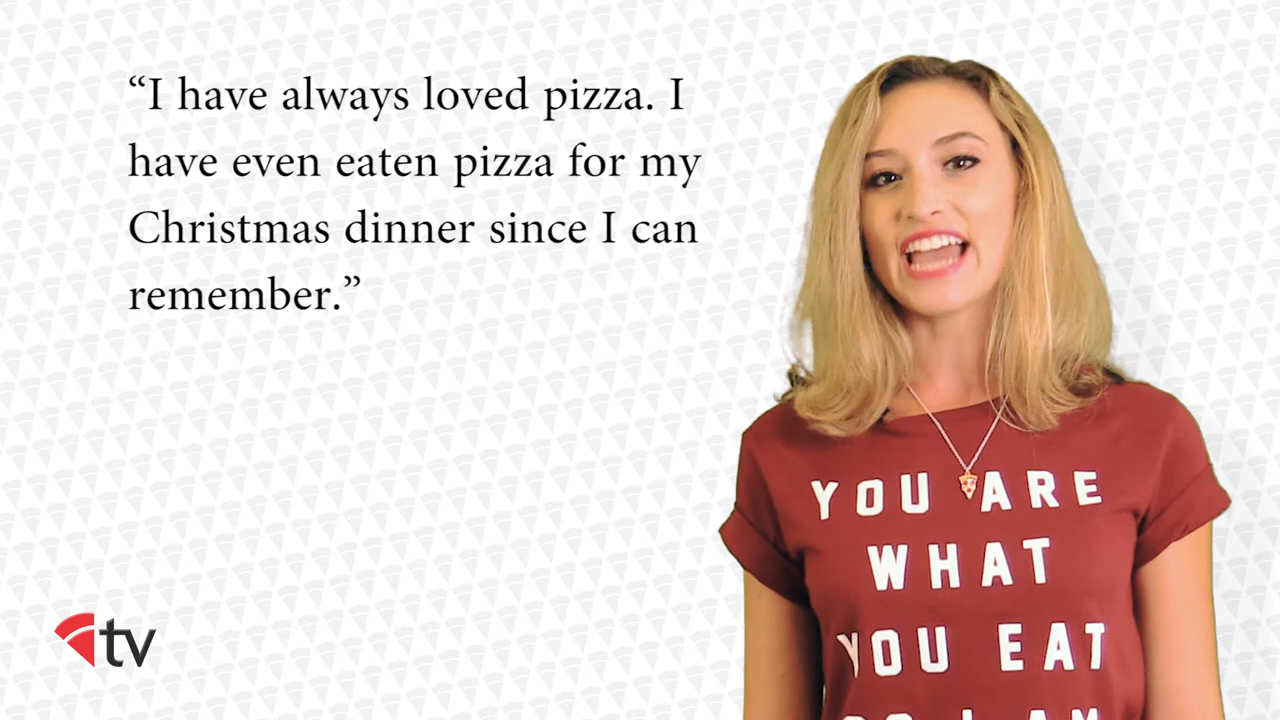 “I have always loved pizza. I
have even eaten pizza for my
Christmas dinner since I can
remember.”
YOU ARE
WHAT
YOU EAT
tv